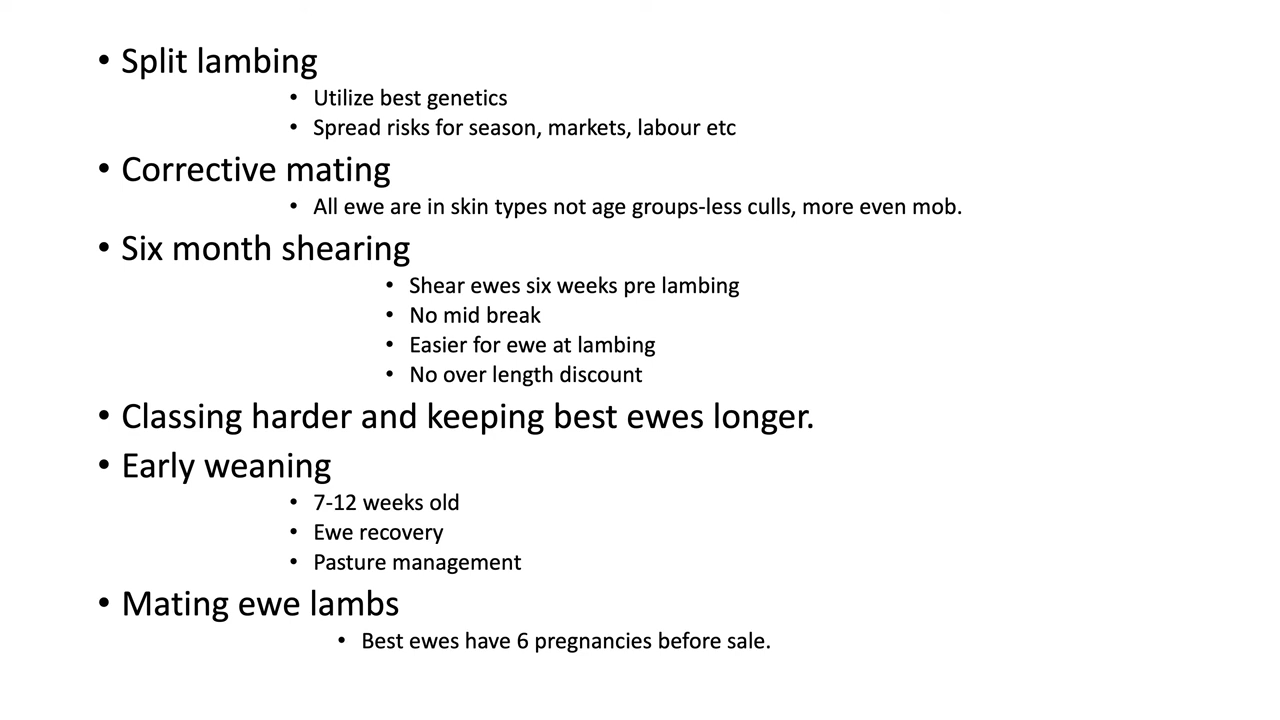 • Split lambing
• Utilize best genetics
• Spread risks for season, markets, labour etc
• Corrective mating
• All ewe are in skin types not age groups-less culls, more even mob.
• Six month shearing
• Shear ewes six weeks pre lambing
• No mid break
• Easier for ewe at lambing
• No over length discount
• Classing harder and keeping best ewes longer.
• Early weaning
• 7-12 weeks old
• Ewe recovery
• Pasture management
• Mating ewe lambs
• Best ewes have 6 pregnancies before sale.